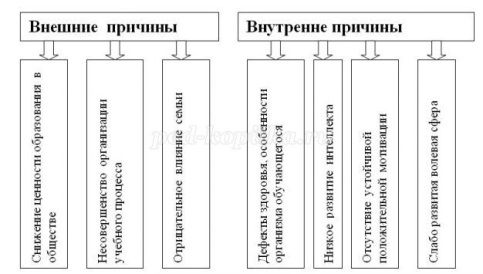 Внешние причины
Внутренне причины
Снижение ценности образования в
обществе
Несовершенство организации
учебного процесса
Отрицательное влияние семьи
Дефекты здоровья, особенности
организма обучающегося
Низкое развитие интеллекта
Отсутствие устойчивой
положительной мотивации
Слабо развитая волевая сфера